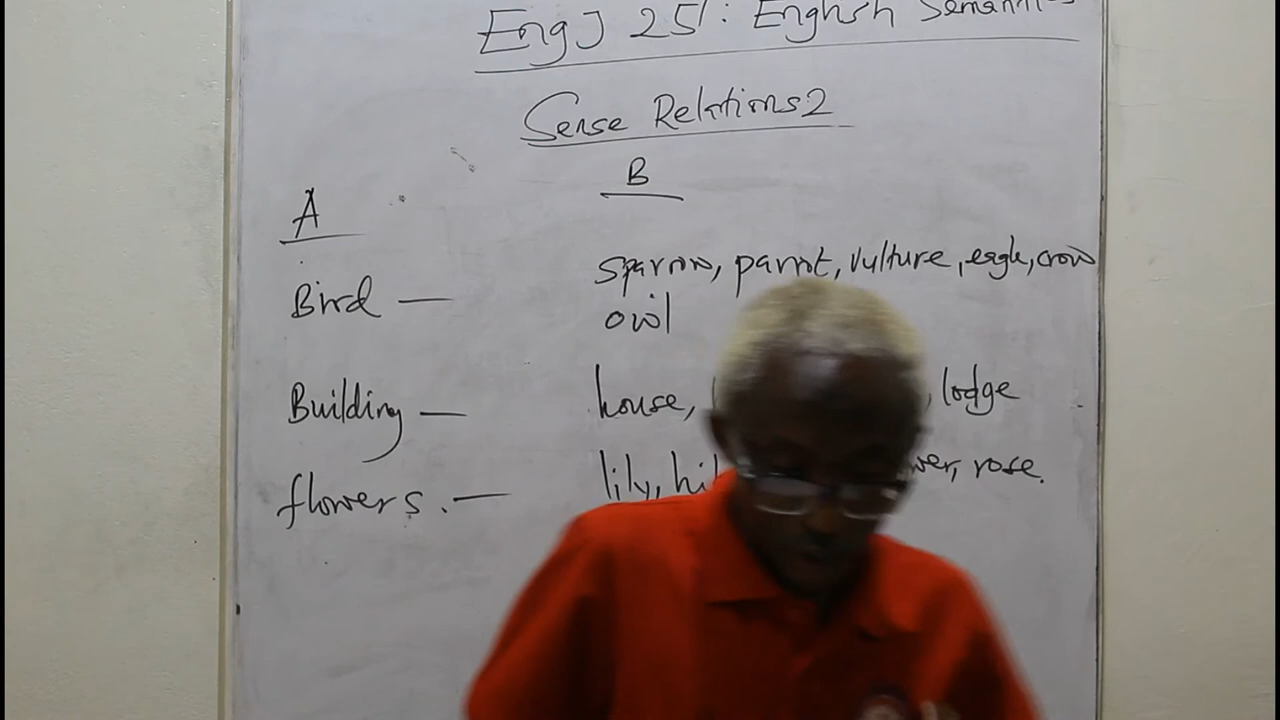 EngJ 251: English Semantics
Sense Relations 2
A B
Bird — sparrow, parrot, vulture, eagle, crow
owl
Building — house, , lodge
flowers. — lily, rose.